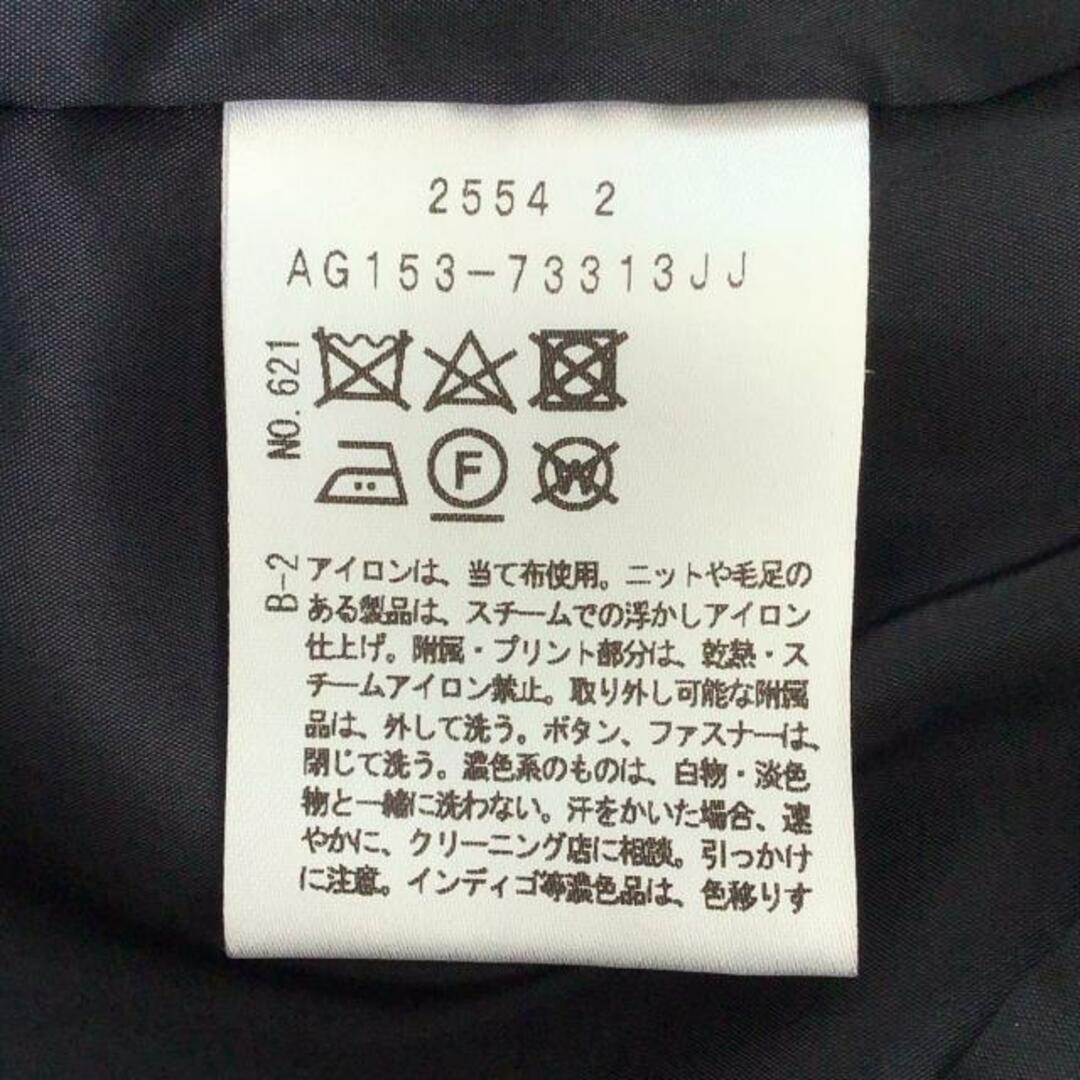 2554 2
AG153-73313JJ
NO.621
F
W
B-2
アイロンは、当て布使用。ニットや毛足の
ある製品は、スチームでの浮かしアイロン
仕上げ。附属・プリント部分は、乾熱・ス
チームアイロン禁止。取り外し可能な附属
品は、外して洗う。ボタン、ファスナーは、
閉じて洗う。濃色系のものは、白物・淡色
物と一緒に洗わない。汗をかいた場合、速
やかに、クリーニング店に相談。引っかけ
に注意。インディゴ等濃色品は、色移りす